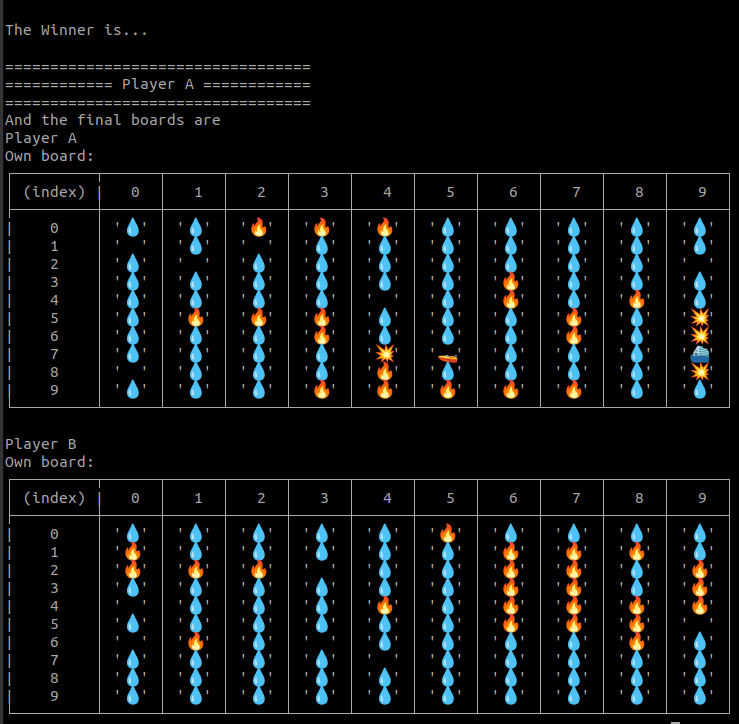 The Winner is...
==================================
============ Player A ============
==================================
And the final boards are
Player A
Own board:
(index) 0 1 2 3 4 5 6 7 8 9
0
1
2
3
4
5
6
7
8
9
Player B
Own board:
(index) 0 1 2 3 4 5 6 7 8 9
0
1
2
3
4
5
6
7
8
9